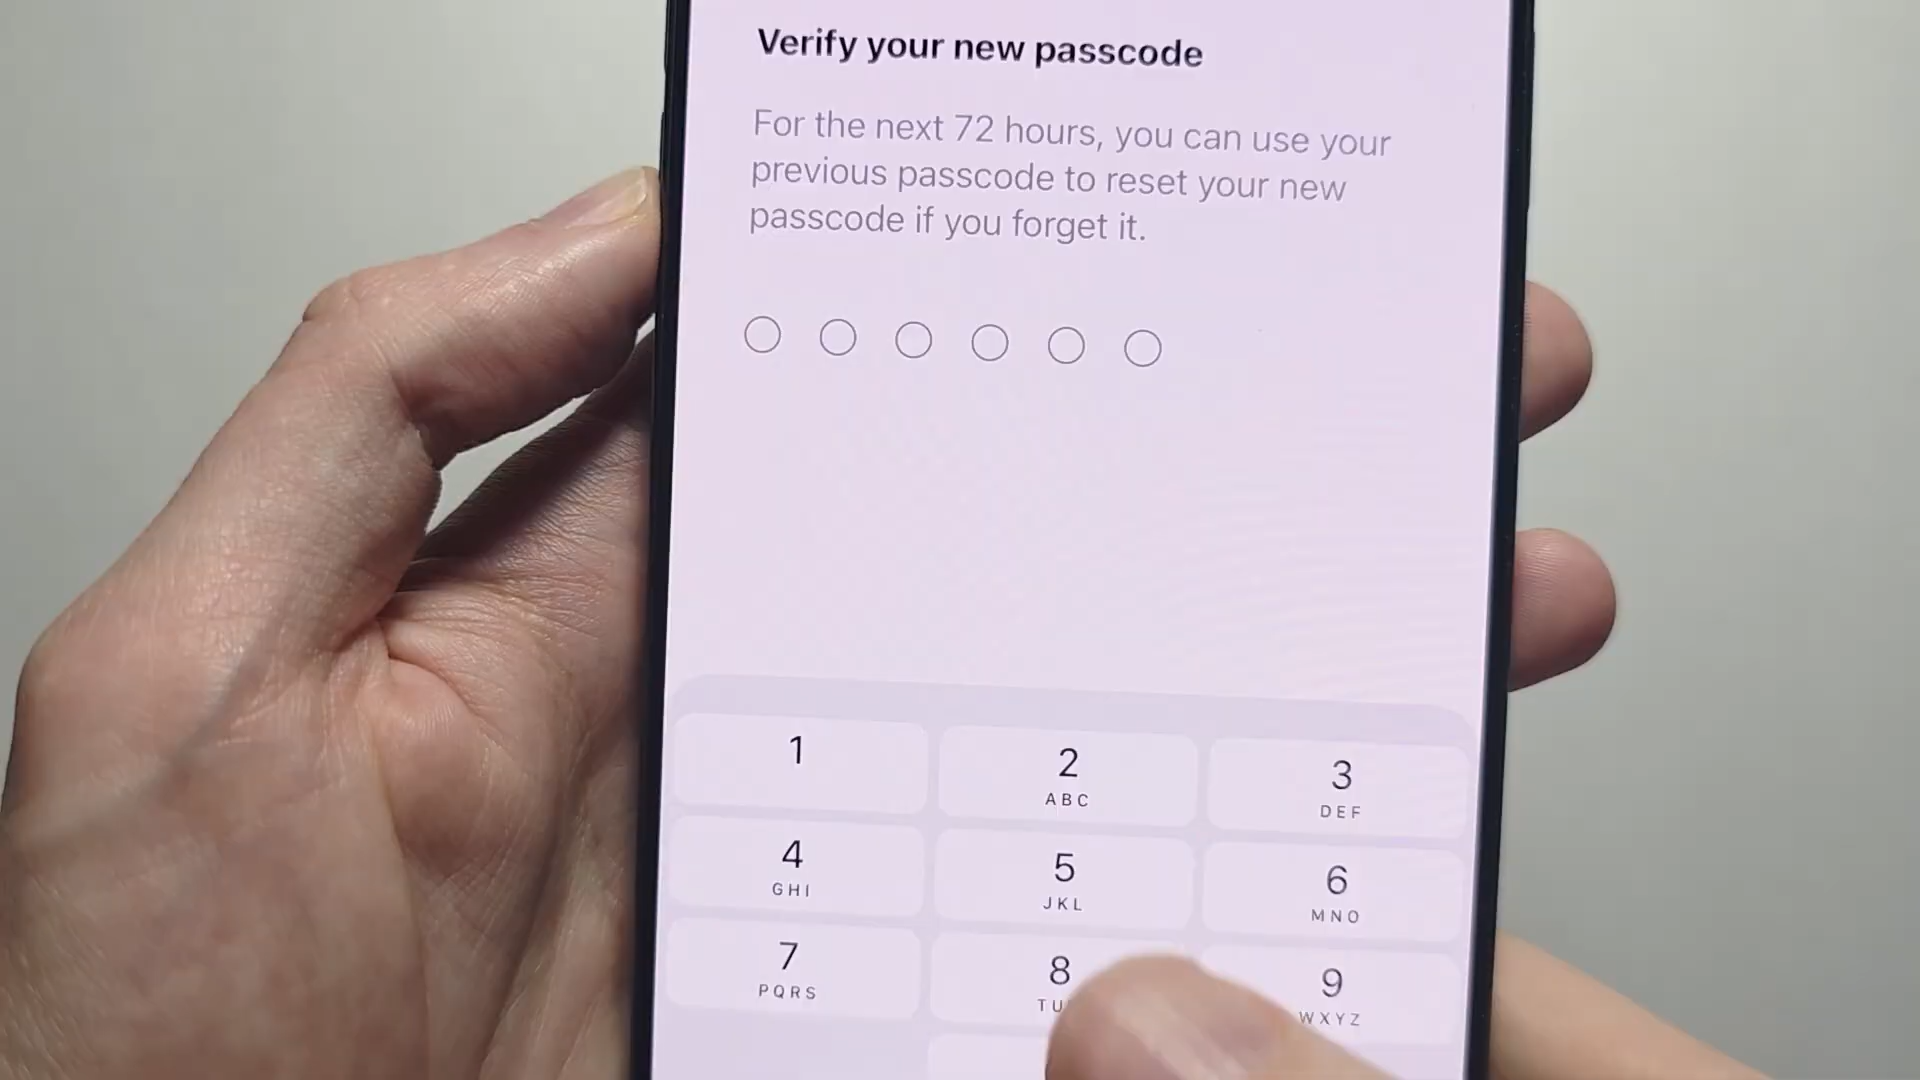 Verify your new passcode
For the next 72 hours, you can use your
previous passcode to reset your new
passcode if you forget it.
1
2
3
ABC
DEF
4
5
6
GHI
JKL
MNO
7
8
9
PQRS
TU
WXYZ